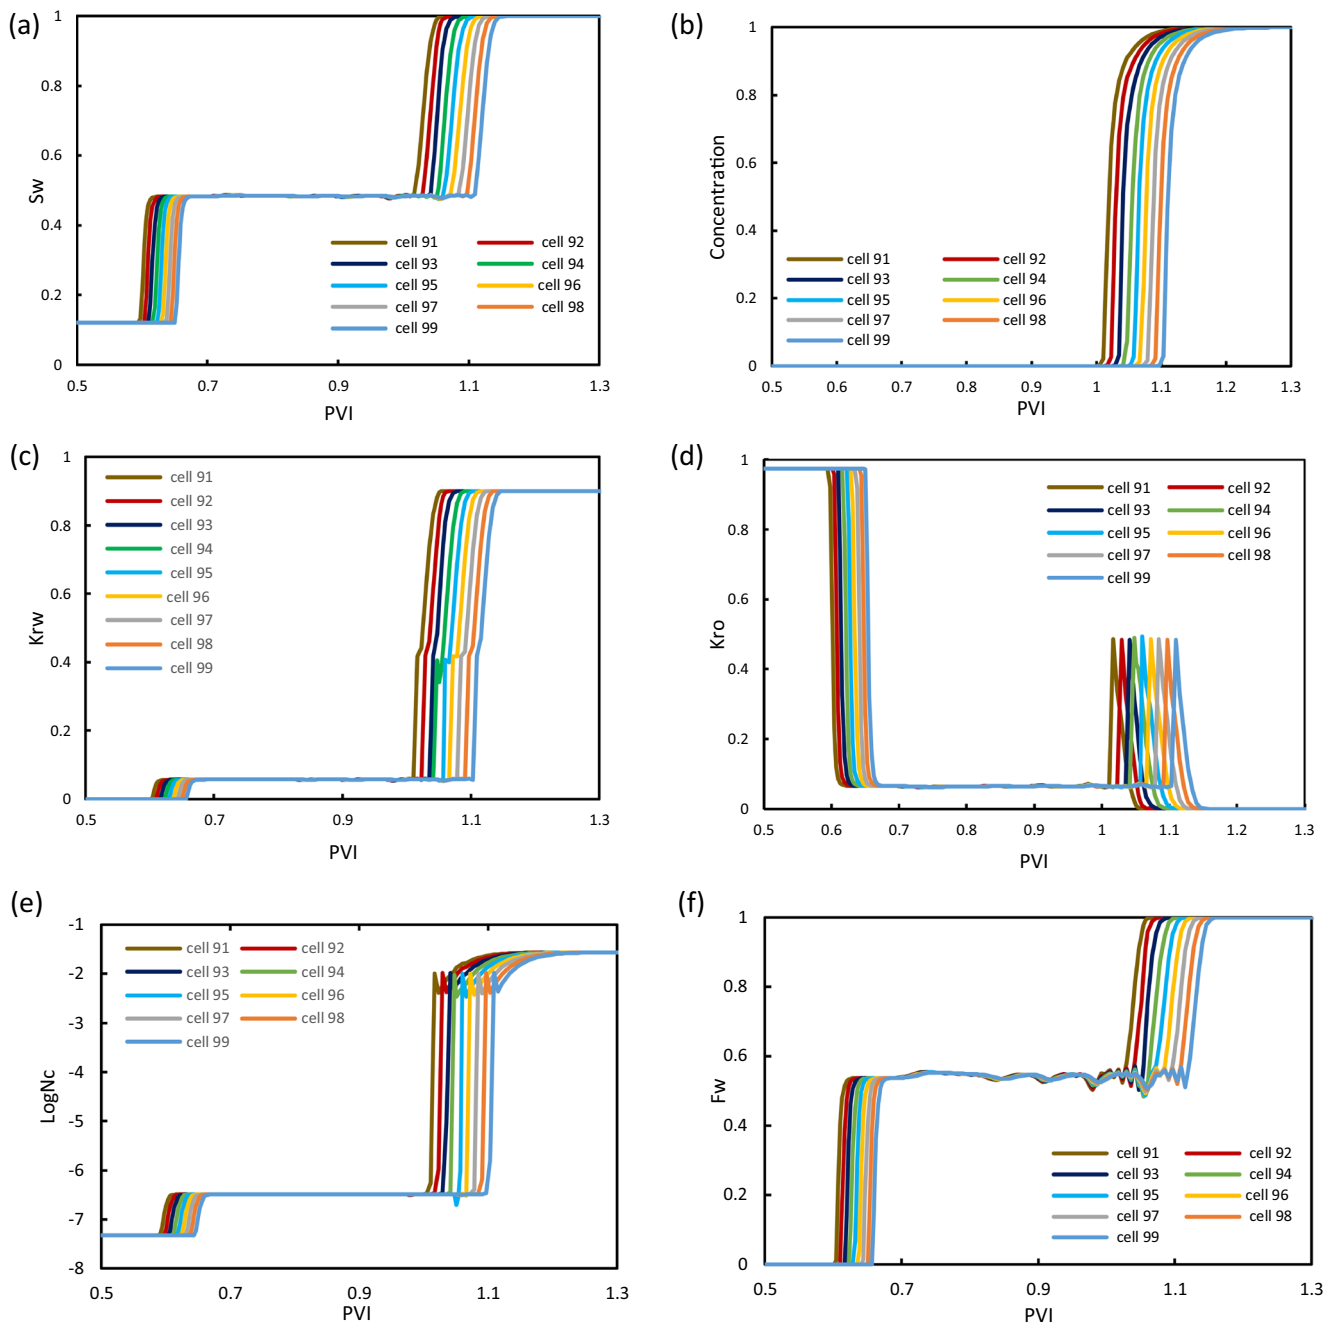 (a)
1
0.8
0.6
0.4
0.2
0
Sw
cell 91
cell 92
cell 93
cell 94
cell 95
cell 96
cell 97
cell 98
cell 99
0.5
0.7
0.9
1.1
1.3
PVI
(b)
1
0.8
0.6
0.4
0.2
0
Concentration
cell 91
cell 92
cell 93
cell 94
cell 95
cell 96
cell 97
cell 98
cell 99
0.5
0.6
0.7
0.8
0.9
1
1.1
1.2
1.3
PVI
(c)
1
0.8
0.6
0.4
0.2
0
Krw
cell 91
cell 92
cell 93
cell 94
cell 95
cell 96
cell 97
cell 98
cell 99
0.5
0.7
0.9
1.1
1.3
PVI
(d)
1
0.8
0.6
0.4
0.2
0
Kro
cell 91
cell 92
cell 93
cell 94
cell 95
cell 96
cell 97
cell 98
cell 99
0.5
0.6
0.7
0.8
0.9
1
1.1
1.2
1.3
PVI
(e)
-1
-2
-3
-4
-5
-6
-7
-8
LogNc
cell 91
cell 92
cell 93
cell 94
cell 95
cell 96
cell 97
cell 98
cell 99
0.5
0.7
0.9
1.1
1.3
PVI
(f)
1
0.8
0.6
0.4
0.2
0
Fw
cell 91
cell 92
cell 93
cell 94
cell 95
cell 96
cell 97
cell 98
cell 99
0.5
0.7
0.9
1.1
1.3
PVI